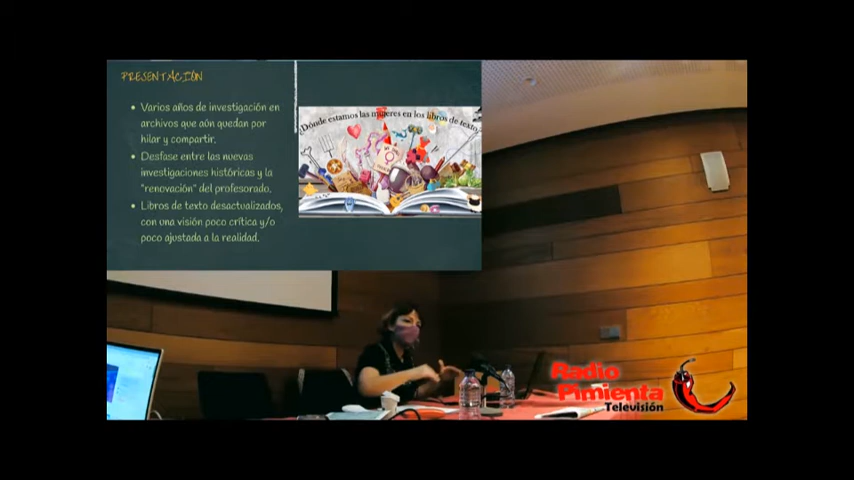 PRESENTACIÓN
• Varios años de investigación en
archivos que aún quedan por
hilar y compartir.
• Desfase entre las nuevas
investigaciones históricas y la
"renovación" del profesorado.
• Libros de texto desactualizados,
con una visión poco crítica y/o
poco ajustada a la realidad.
¿Dónde estamos las mujeres en los libros de texto?
Radio
Pimienta
Televisión